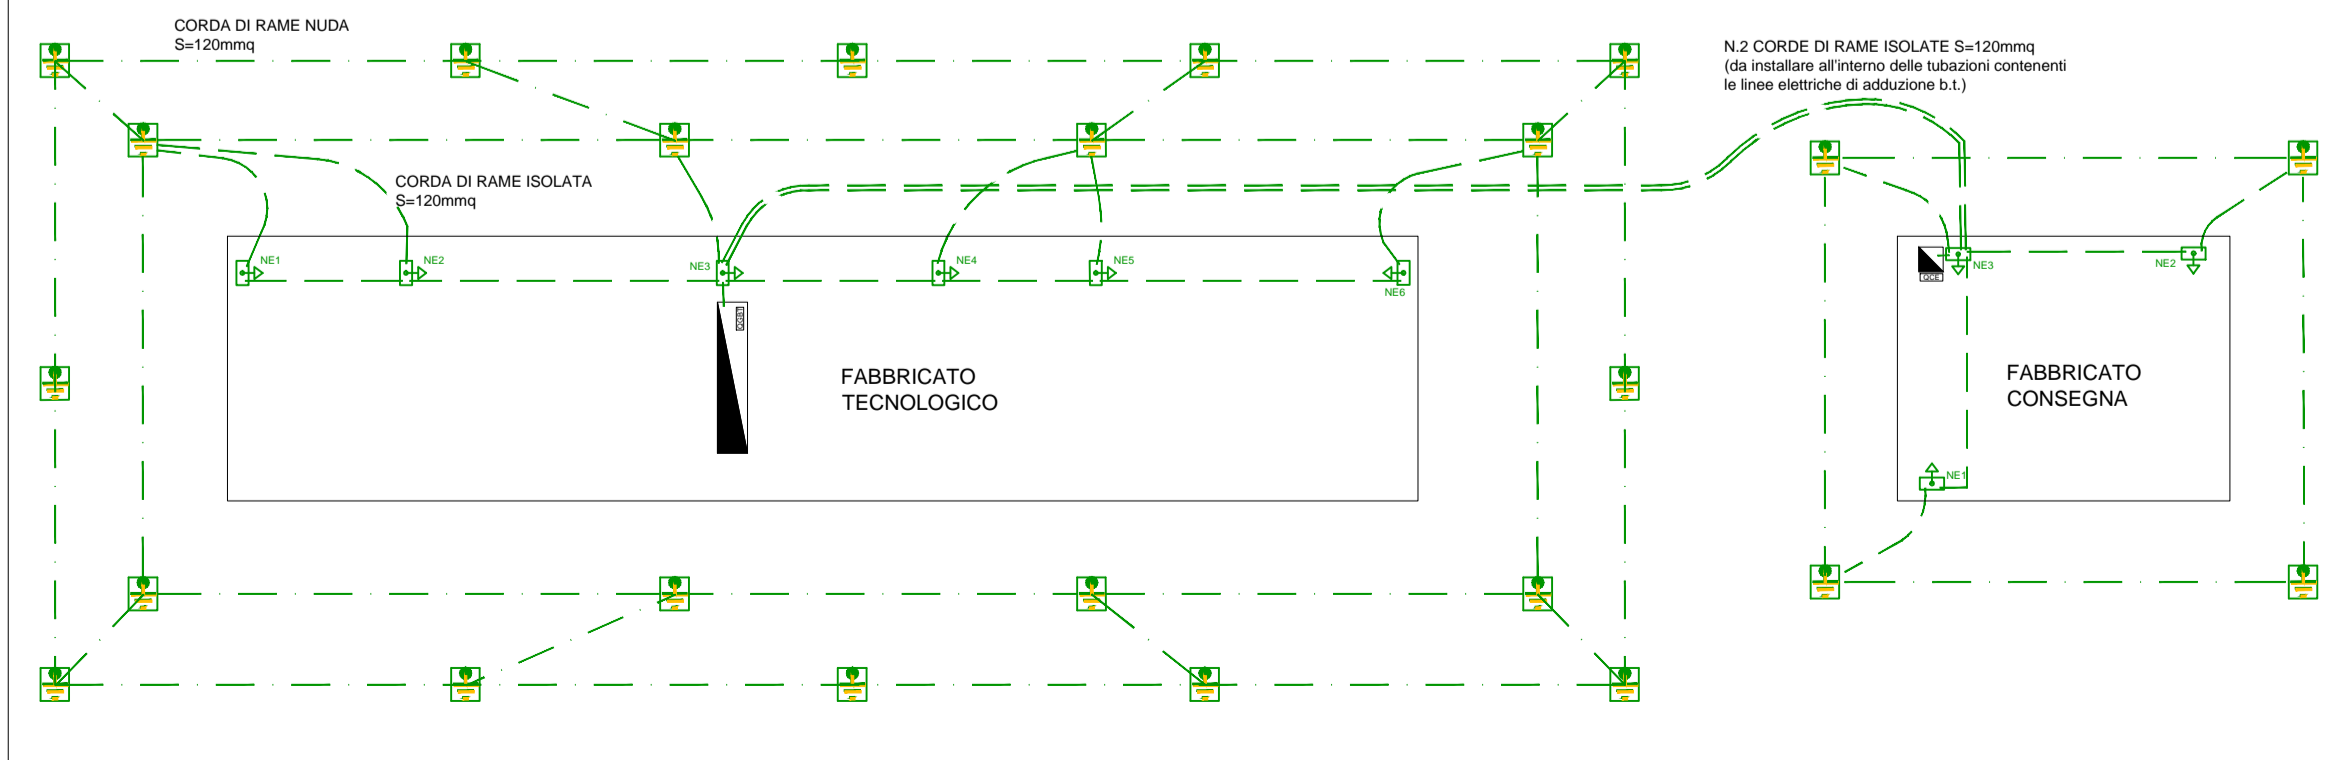 CORDA DI RAME NUDA
S=120mmq
N.2 CORDE DI RAME ISOLATE S=120mmq
(da installare all'interno delle tubazioni contenenti
le linee elettriche di adduzione b.t.)
CORDA DI RAME ISOLATA
S=120mmq
NE1
NE2
NE3
NE4
NE5
NE6
QGBT
FABBRICATO
TECNOLOGICO
NE3
NE2
QCE
FABBRICATO
CONSEGNA
NE1